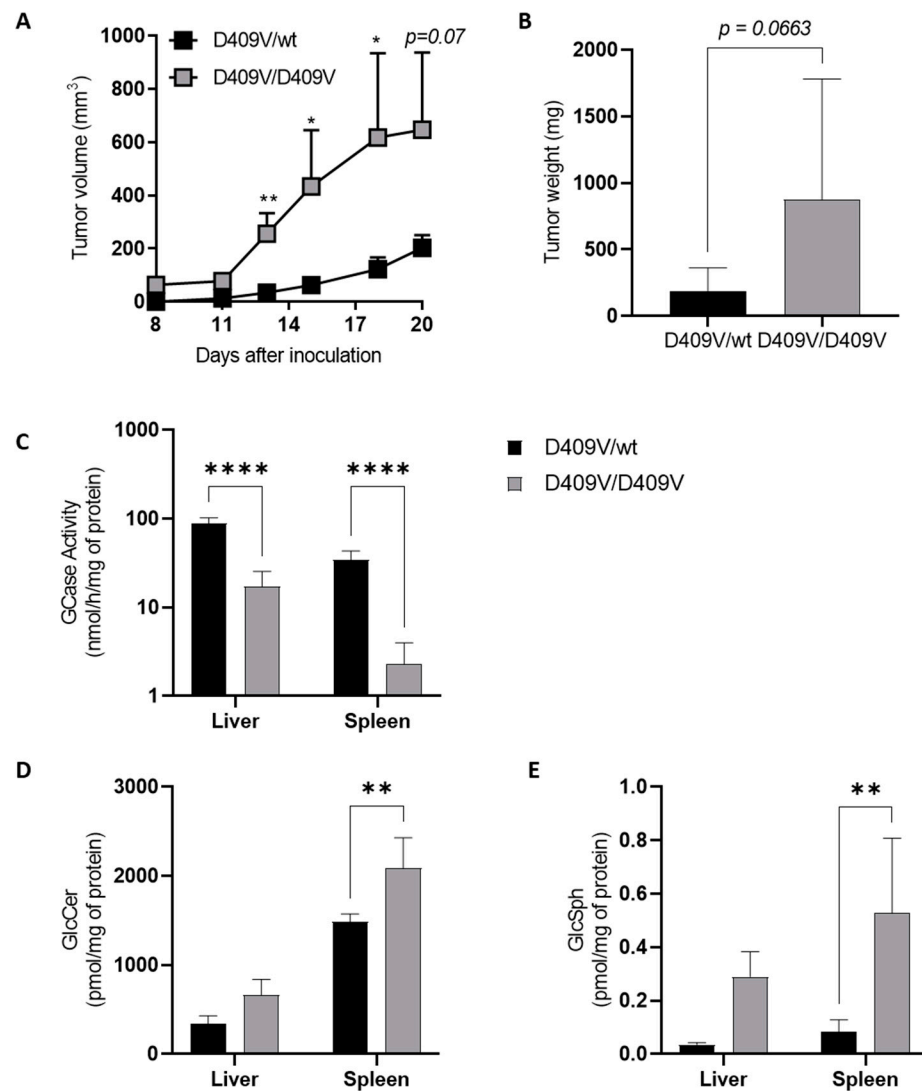 A
D409V/wt
D409V/D409V
**
*
*
p=0.07
1000
800
600
400
200
0
Tumor volume (mm³)
8 11 14 17 20
Days after inoculation
B
p = 0.0663
2000
1500
1000
500
0
Tumor weight (mg)
D409V/wt D409V/D409V
C
1000
100
10
1
GCase Activity
(nmol/h/mg of protein)
**** ****
Liver Spleen
D409V/wt
D409V/D409V
D
3000
2000
1000
0
GlcCer
(pmol/mg of protein)
**
Liver Spleen
E
1.0
0.8
0.6
0.4
0.2
0.0
GlcSph
(pmol/mg of protein)
**
Liver Spleen